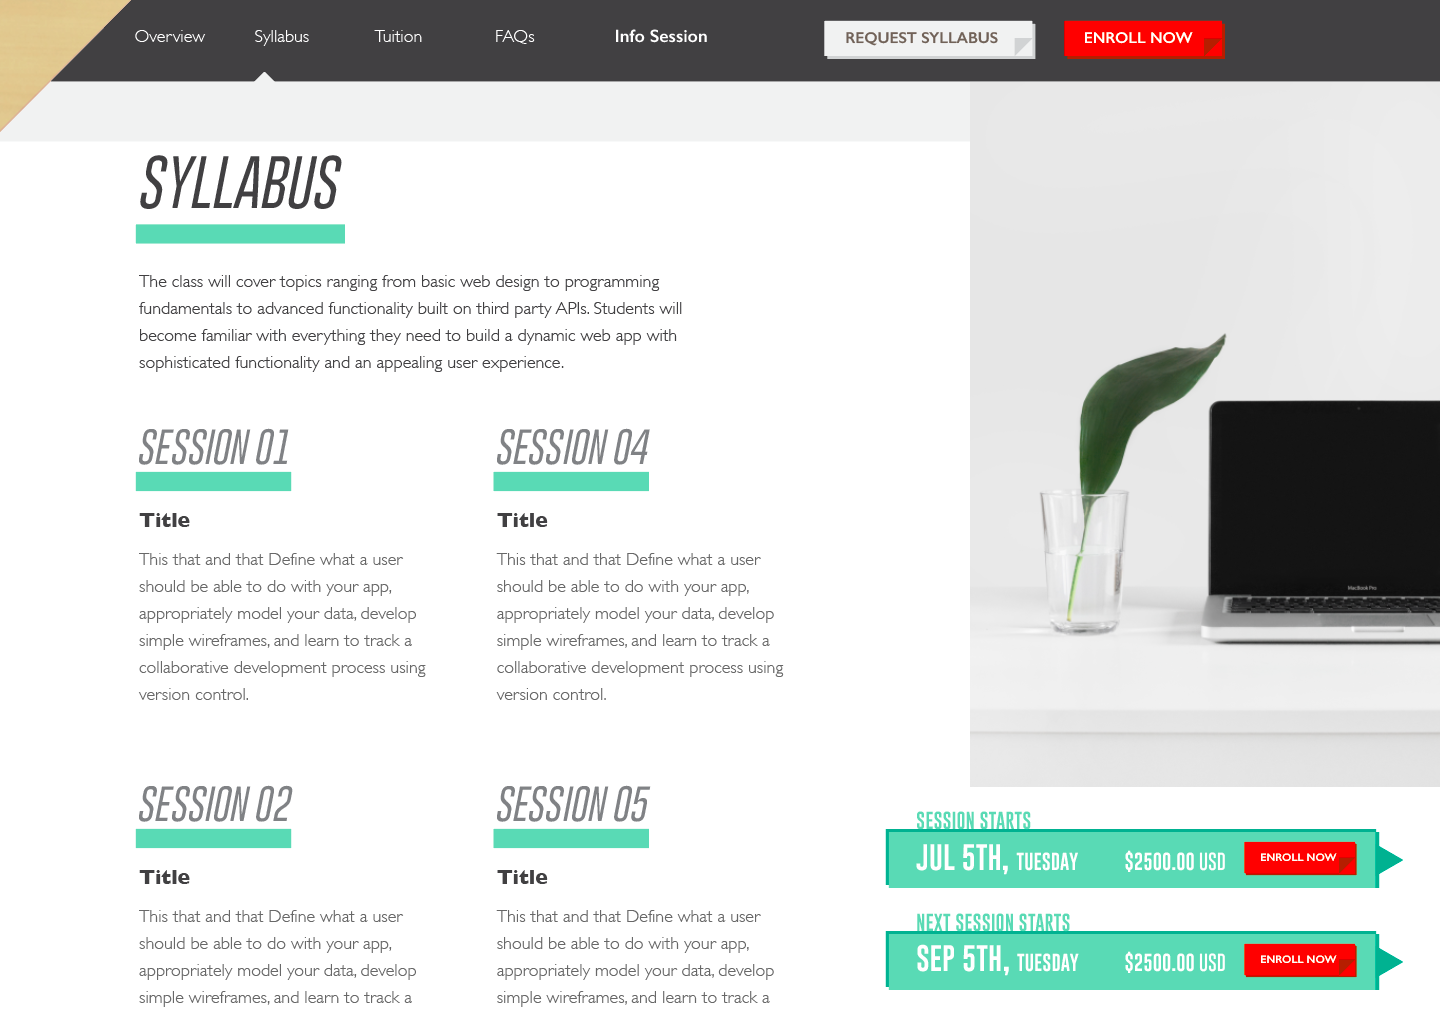 Overview Syllabus Tuition FAQs Info Session REQUEST SYLLABUS ENROLL NOW
SYLLABUS
The class will cover topics ranging from basic web design to programming
fundamentals to advanced functionality built on third party APIs. Students will
become familiar with everything they need to build a dynamic web app with
sophisticated functionality and an appealing user experience.
SESSION 01
Title
This that and that Define what a user
should be able to do with your app,
appropriately model your data, develop
simple wireframes, and learn to track a
collaborative development process using
version control.
SESSION 04
Title
This that and that Define what a user
should be able to do with your app,
appropriately model your data, develop
simple wireframes, and learn to track a
collaborative development process using
version control.
SESSION 02
Title
This that and that Define what a user
should be able to do with your app,
appropriately model your data, develop
simple wireframes, and learn to track a
SESSION 05
Title
This that and that Define what a user
should be able to do with your app,
appropriately model your data, develop
simple wireframes, and learn to track a
MacBook Pro
SESSION STARTS
JUL 5TH, TUESDAY $2500.00 USD ENROLL NOW
NEXT SESSION STARTS
SEP 5TH, TUESDAY $2500.00 USD ENROLL NOW